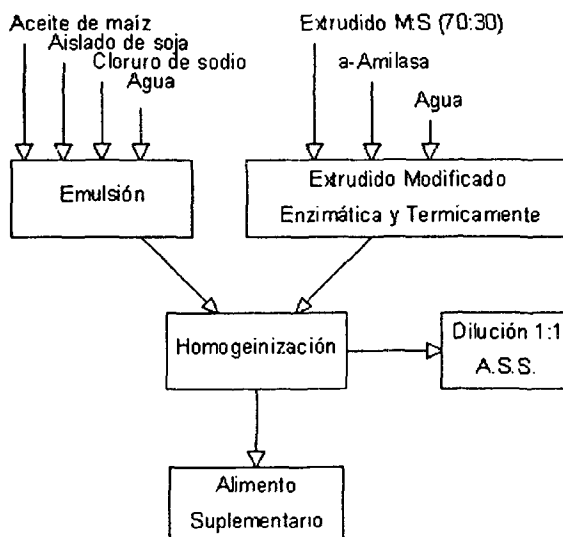 Aceite de maíz
Aislado de soja
Cloruro de sodio
Agua
Extrudido M:S (70:30)
a-Amilasa
Agua
Emulsión
Extrudido Modificado
Enzimática y Termicamente
Homogeinización
Dilución 1:1
A.S.S.
Alimento
Suplementario